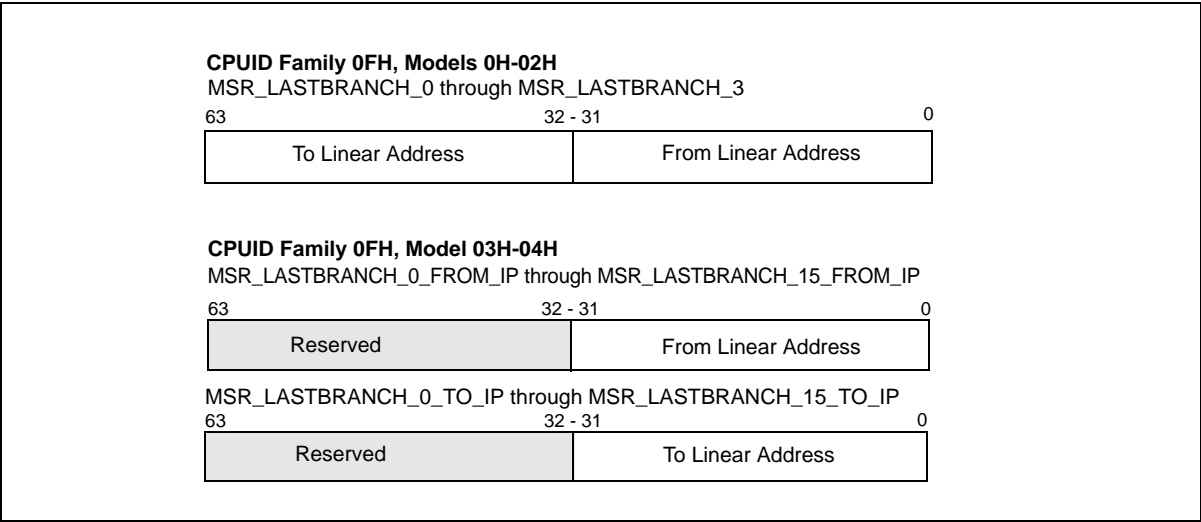 CPUID Family 0FH, Models 0H-02H
MSR_LASTBRANCH_0 through MSR_LASTBRANCH_3
63 32 - 31 0
To Linear Address From Linear Address
CPUID Family 0FH, Model 03H-04H
MSR_LASTBRANCH_0_FROM_IP through MSR_LASTBRANCH_15_FROM_IP
63 32 - 31 0
Reserved From Linear Address
MSR_LASTBRANCH_0_TO_IP through MSR_LASTBRANCH_15_TO_IP
63 32 - 31 0
Reserved To Linear Address